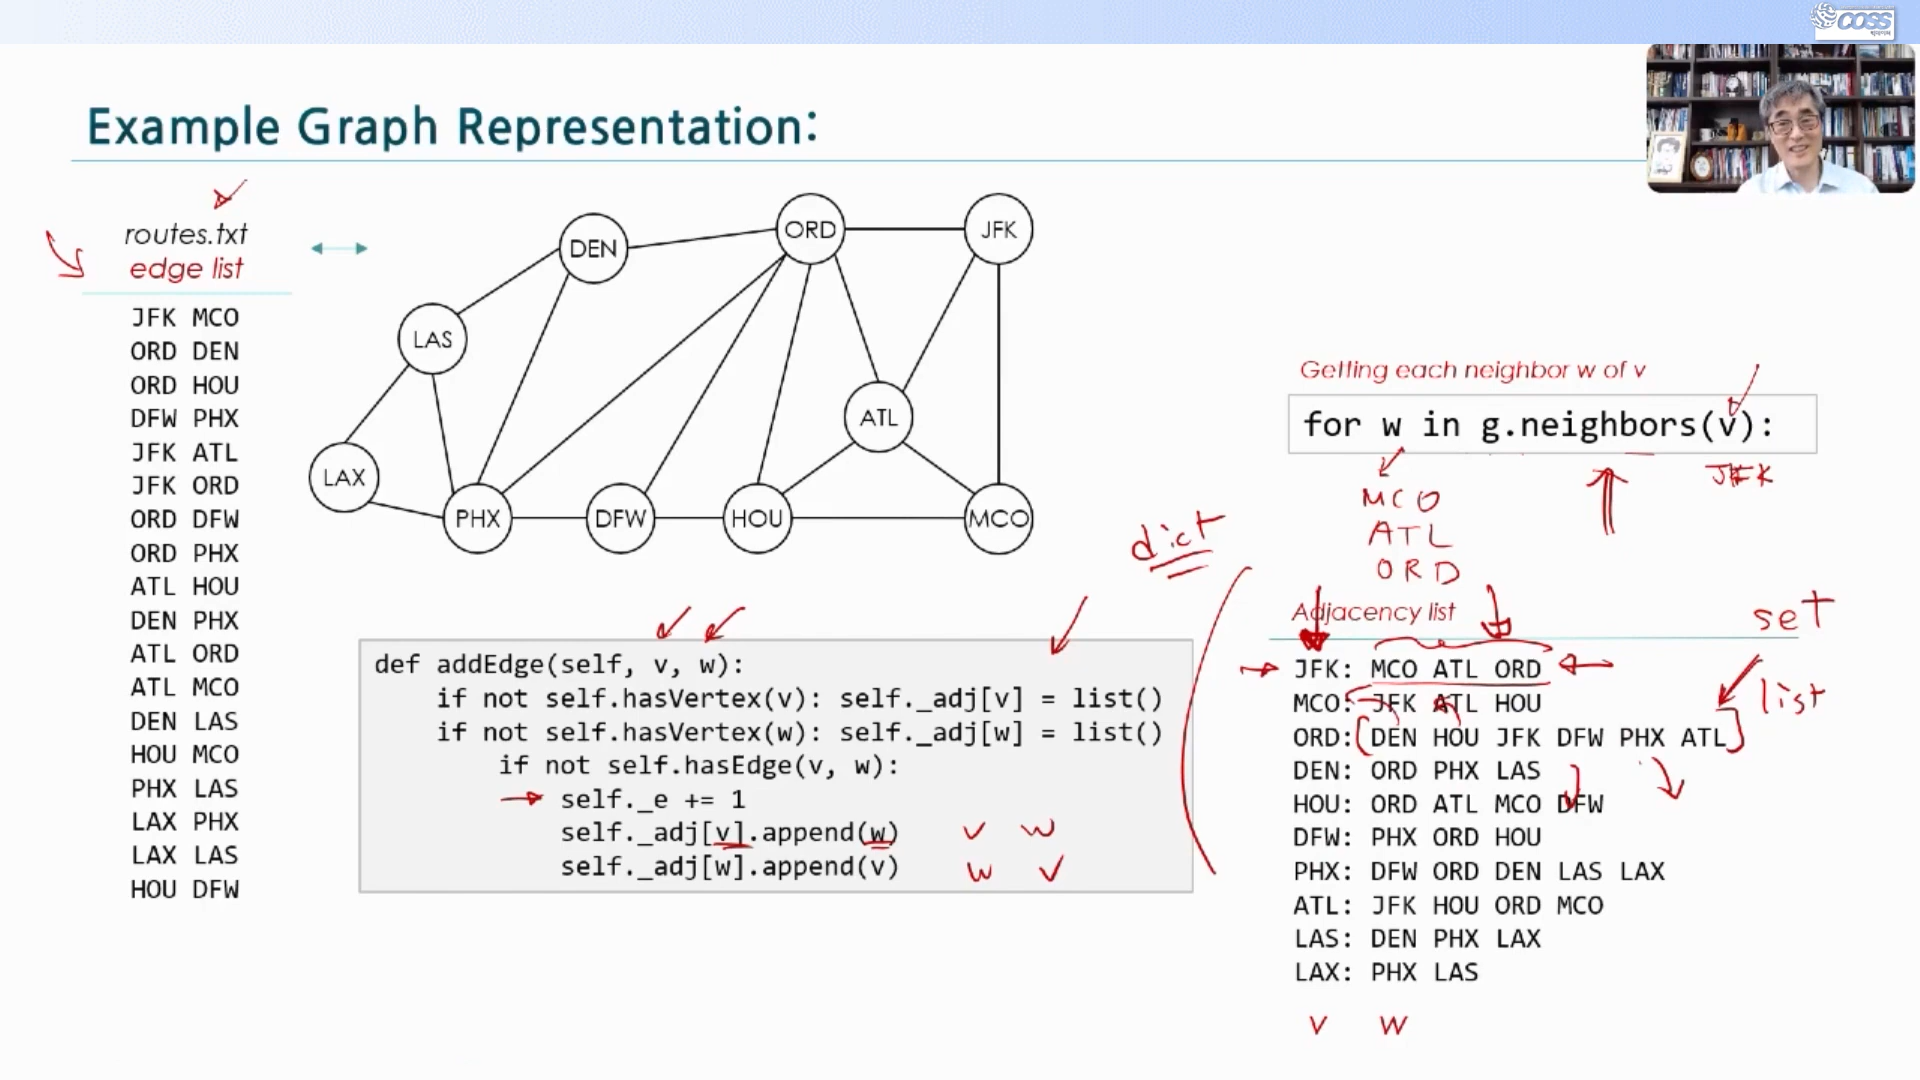 COSS
Example Graph Representation:
routes.txt
edge list
JFK MCO
ORD DEN
ORD HOU
DFW PHX
JFK ATL
JFK ORD
ORD DFW
ORD PHX
ATL HOU
DEN PHX
ATL ORD
ATL MCO
DEN LAS
HOU MCO
PHX LAS
LAX PHX
LAX LAS
HOU DFW
DEN
ORD
JFK
LAS
ATL
LAX
PHX
DFW
HOU
MCO
def addEdge(self, v, w):
if not self.hasVertex(v): self._adj[v] = list()
if not self.hasVertex(w): self._adj[w] = list()
if not self.hasEdge(v, w):
self._e += 1
self._adj[v].append(w)
self._adj[w].append(v)
v w
w v
dict
Getting each neighbor w of v
for w in g.neighbors(v):
JFK
MCO
ATL
ORD
Adjacency list
set
list
JFK: MCO ATL ORD
MCO: JFK ATL HOU
ORD: DEN HOU JFK DFW PHX ATL
DEN: ORD PHX LAS
HOU: ORD ATL MCO DFW
DFW: PHX ORD HOU
PHX: DFW ORD DEN LAS LAX
ATL: JFK HOU ORD MCO
LAS: DEN PHX LAX
LAX: PHX LAS
v w